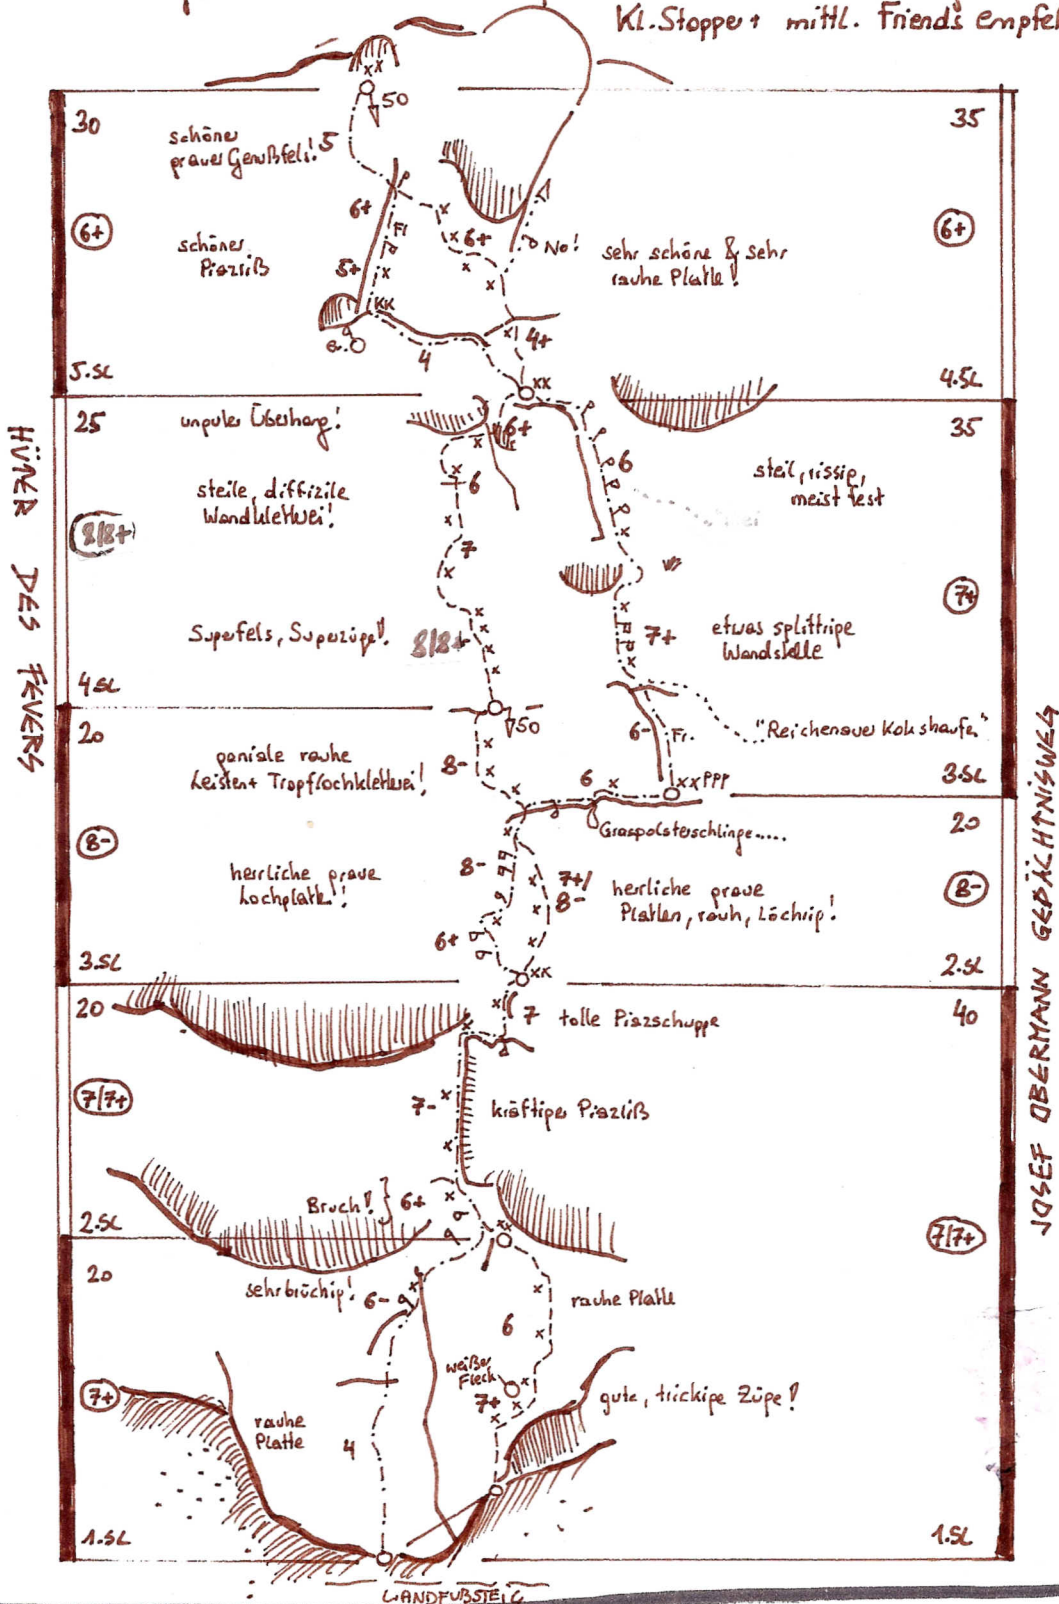 Kl. Stopper + mittl. Friends empfel
50
30
35
schöner
grauer Genußfels!
5
6+
6+
6+
Fi
6+
No!
schöner
Piazriß
sehr schöne & sehr
rauhe Platte!
5+
KK
4
4+
5.SL
4.SL
xx
25
35
unguter Überhang!
6+
6
6
steil, rissig,
meist fest
steile, diffizile
Wandkletterei!
8/8+
HÜTER DES FEUERS
7
7+
7+
etwas splittrige
Wandstelle
Superfels, Superzüge!
8/8+
4.SL
50
20
"Reichenauer Kokshaufen"
6-
Fi.
geniale rauhe
Leisten + Tropflochkletterei!
8-
6
xx PPP
3.SL
20
Graspolsterschlinge.....
8-
8-
7+/
8-
8-
herrliche graue
Lochplatte!
herrliche graue
Platten, rauh, löchrig!
6+
3.SL
xx
2.SL
20
40
7
tolle Piazschuppe
7/7+
7-
kräftiger Piazriß
JOSEF OBERMANN GEDÄCHTNISWEG
Bruch!
6+
2.SL
7/7+
20
sehr brüchig!
6-
rauhe Platte
6
weißer
Fleck
7+
7+
gute, trickige Züge!
rauhe
Platte
4
1.SL
1.SL
WANDFUßSTEIG